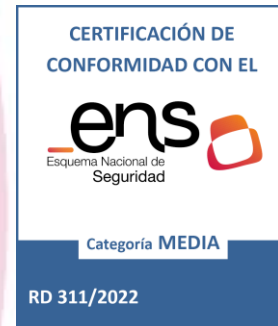 CERTIFICACIÓN DE
CONFORMIDAD CON EL
ens
Esquema Nacional de
Seguridad
Categoría MEDIA
RD 311/2022